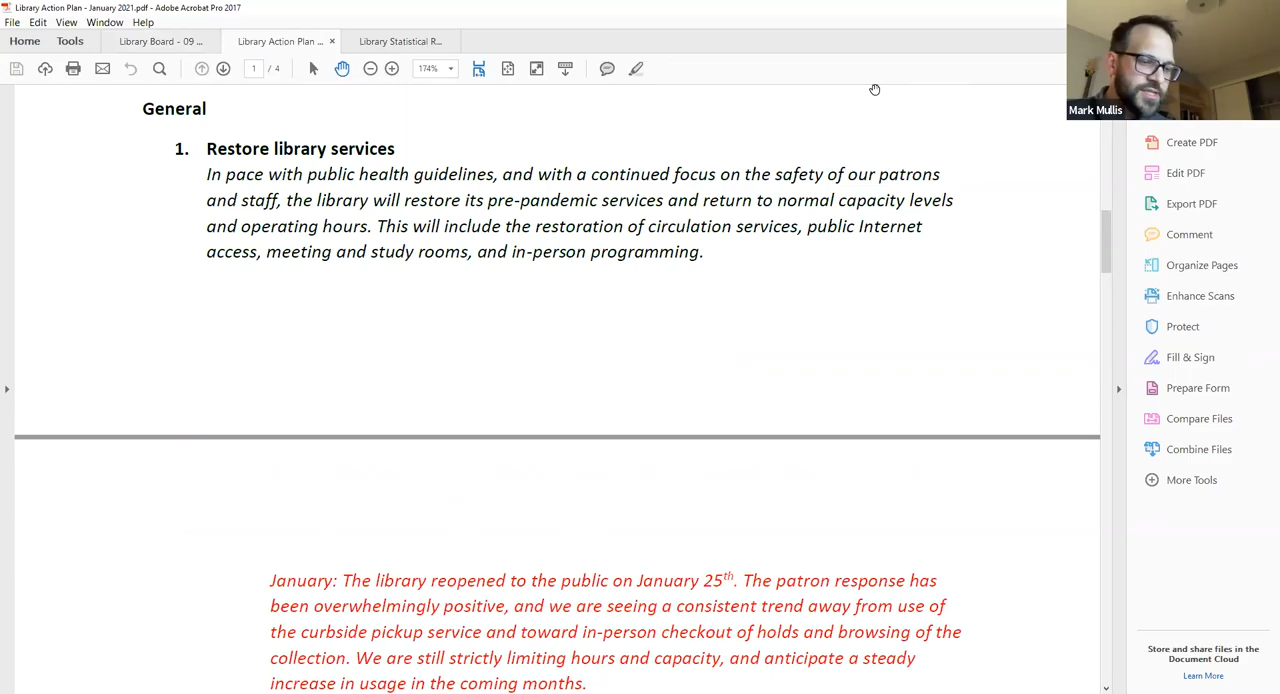 Library Action Plan - January 2021.pdf - Adobe Acrobat Pro 2017
File Edit View Window Help
Home Tools Library Board - 09 ... Library Action Plan ... × Library Statistical R...
1 / 4 174%
Mark Mullis
General
1. Restore library services
In pace with public health guidelines, and with a continued focus on the safety of our patrons
and staff, the library will restore its pre-pandemic services and return to normal capacity levels
and operating hours. This will include the restoration of circulation services, public Internet
access, meeting and study rooms, and in-person programming.
January: The library reopened to the public on January 25th. The patron response has
been overwhelmingly positive, and we are seeing a consistent trend away from use of
the curbside pickup service and toward in-person checkout of holds and browsing of the
collection. We are still strictly limiting hours and capacity, and anticipate a steady
increase in usage in the coming months.
Create PDF
Edit PDF
Export PDF
Comment
Organize Pages
Enhance Scans
Protect
Fill & Sign
Prepare Form
Compare Files
Combine Files
More Tools
Store and share files in the
Document Cloud
Learn More